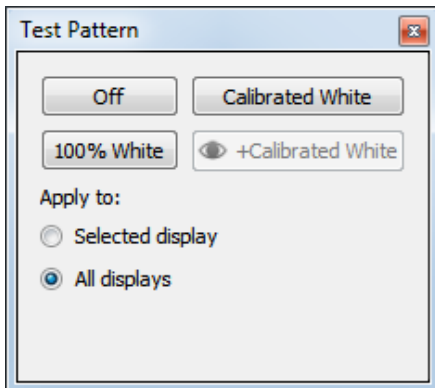 Test Pattern
Off
Calibrated White
100% White
+Calibrated White
Apply to:
Selected display
All displays